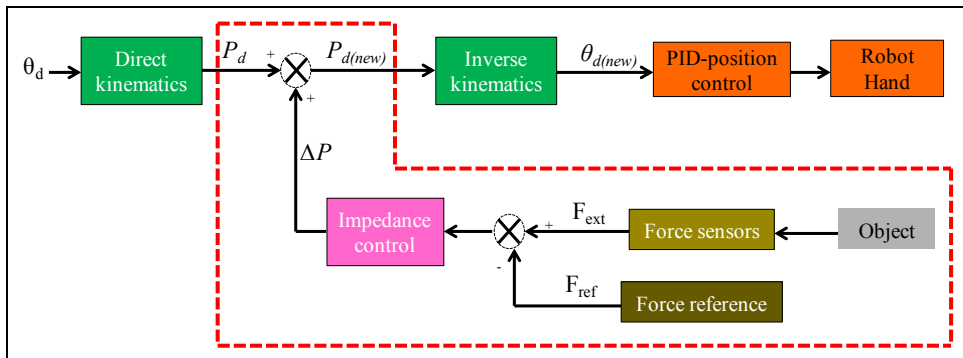 θd
Direct
kinematics
Pd
+
+
Pd(new)
Inverse
kinematics
θd(new)
PID-position
control
Robot
Hand
ΔP
Impedance
control
Fext
+
-
Force sensors
Object
Fref
Force reference